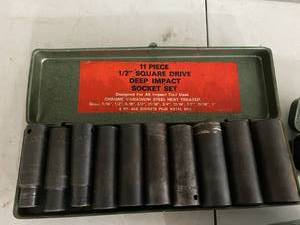 11 PIECE
1/2" SQUARE DRIVE
DEEP IMPACT
SOCKET SET
Designed For All Impact Tool Uses
CHROME VANADIUM STEEL HEAT TREATED